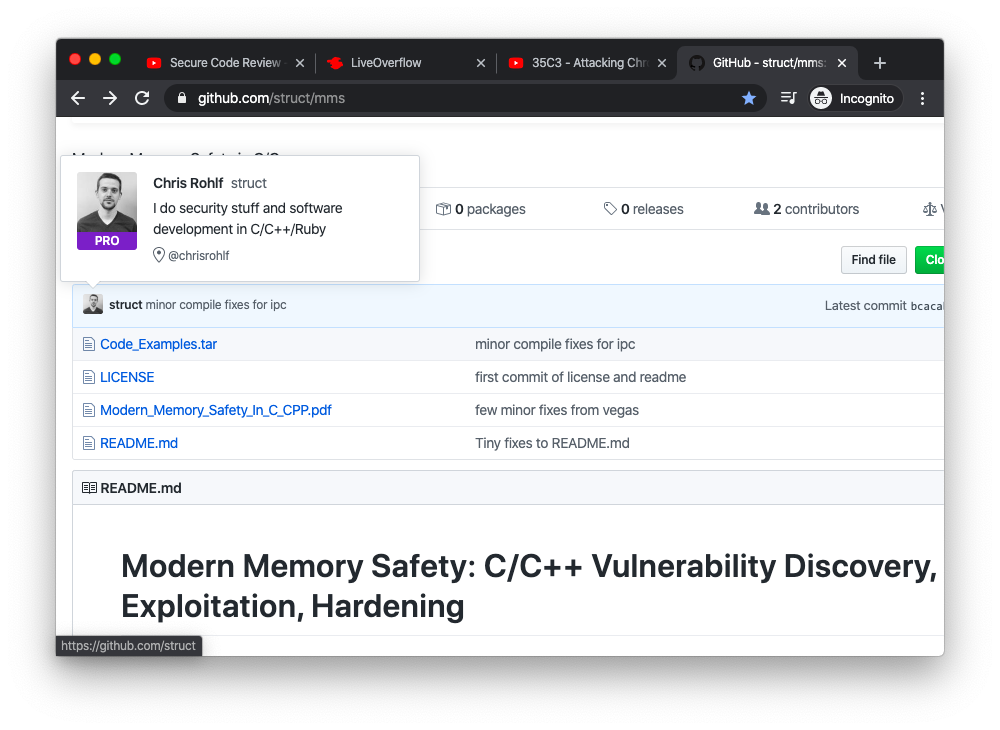 Secure Code Review
LiveOverflow
35C3 - Attacking Chro
GitHub - struct/mms:
github.com/struct/mms
Incognito
Chris Rohlf struct
I do security stuff and software
development in C/C++/Ruby
@chrisrohlf
PRO
0 packages
0 releases
2 contributors
Find file
Clo
struct minor compile fixes for ipc
Latest commit bcaca
Code_Examples.tar
minor compile fixes for ipc
LICENSE
first commit of license and readme
Modern_Memory_Safety_In_C_CPP.pdf
few minor fixes from vegas
README.md
Tiny fixes to README.md
README.md
Modern Memory Safety: C/C++ Vulnerability Discovery,
Exploitation, Hardening
https://github.com/struct